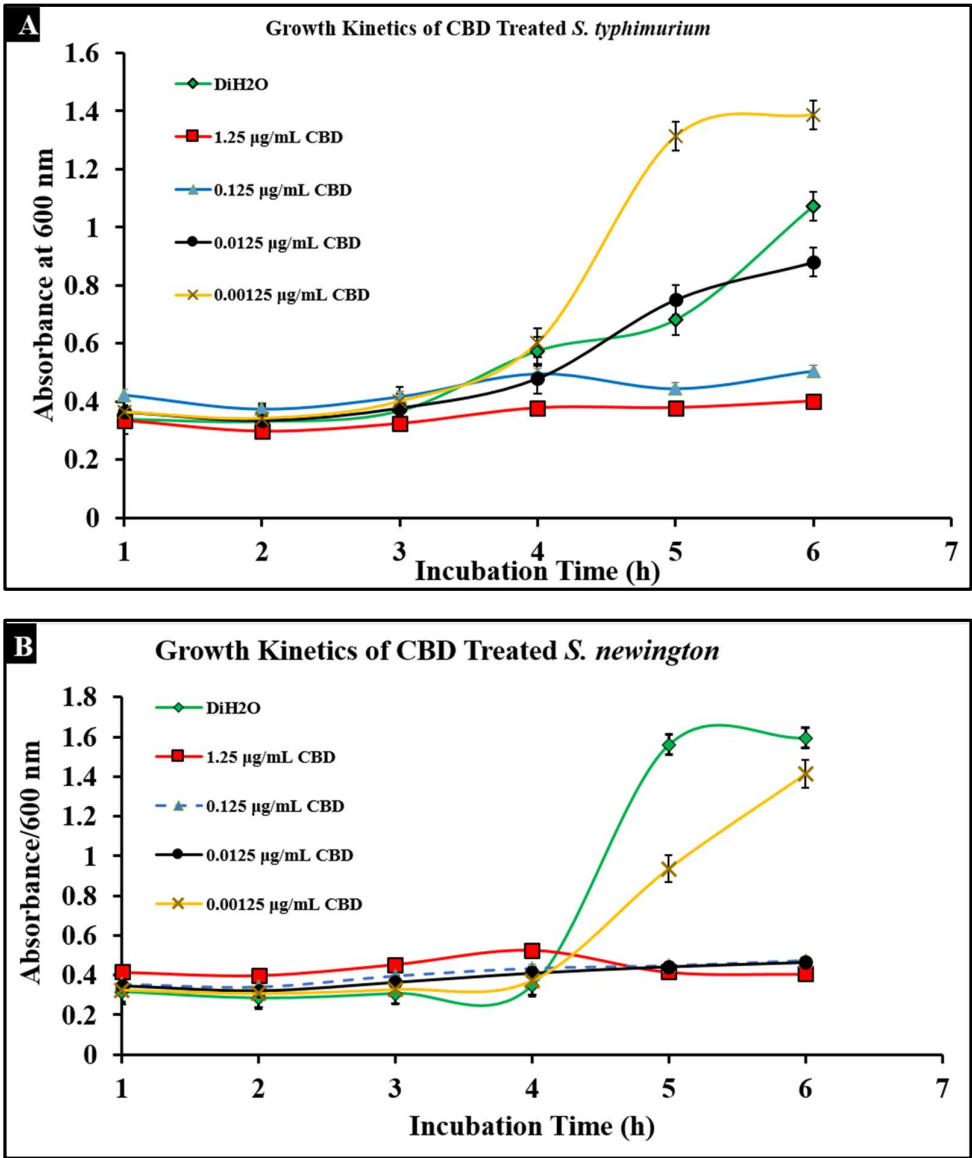 A
Growth Kinetics of CBD Treated S. typhimurium
1.6
1.4
1.2
1
0.8
0.6
0.4
0.2
0
Absorbance at 600 nm
DiH2O
1.25 µg/mL CBD
0.125 µg/mL CBD
0.0125 µg/mL CBD
0.00125 µg/mL CBD
1 2 3 4 5 6 7
Incubation Time (h)
B
Growth Kinetics of CBD Treated S. newington
1.8
1.6
1.4
1.2
1
0.8
0.6
0.4
0.2
0
Absorbance/600 nm
DiH2O
1.25 µg/mL CBD
0.125 µg/mL CBD
0.0125 µg/mL CBD
0.00125 µg/mL CBD
1 2 3 4 5 6 7
Incubation Time (h)